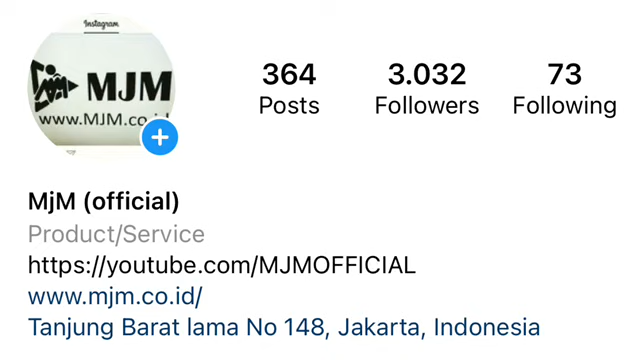 Instagram
MJM
www.MJM.co.id
364 3.032 73
Posts Followers Following
MjM (official)
Product/Service
https://youtube.com/MJMOFFICIAL
www.mjm.co.id/
Tanjung Barat lama No 148, Jakarta, Indonesia